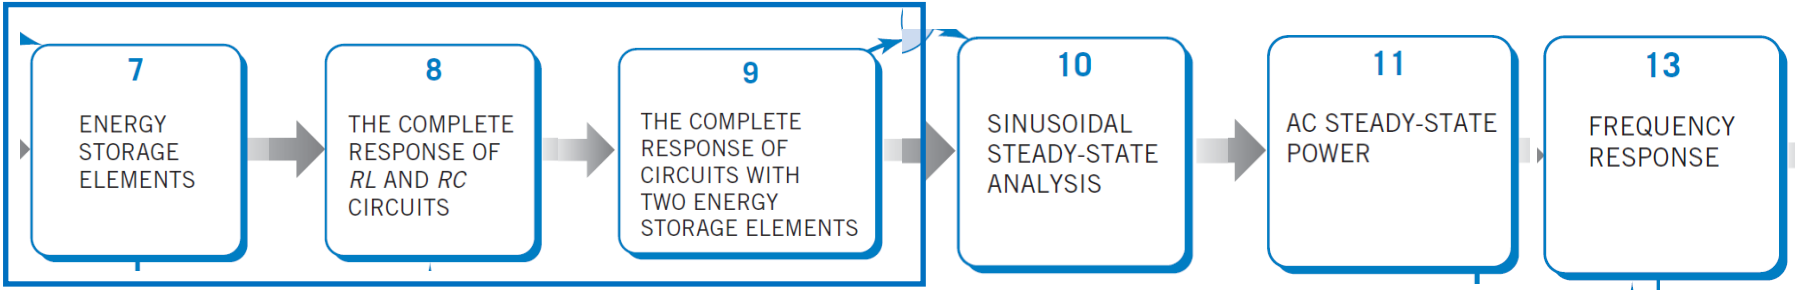 7
ENERGY
STORAGE
ELEMENTS
8
THE COMPLETE
RESPONSE OF
RL AND RC
CIRCUITS
9
THE COMPLETE
RESPONSE OF
CIRCUITS WITH
TWO ENERGY
STORAGE ELEMENTS
10
SINUSOIDAL
STEADY-STATE
ANALYSIS
11
AC STEADY-STATE
POWER
13
FREQUENCY
RESPONSE